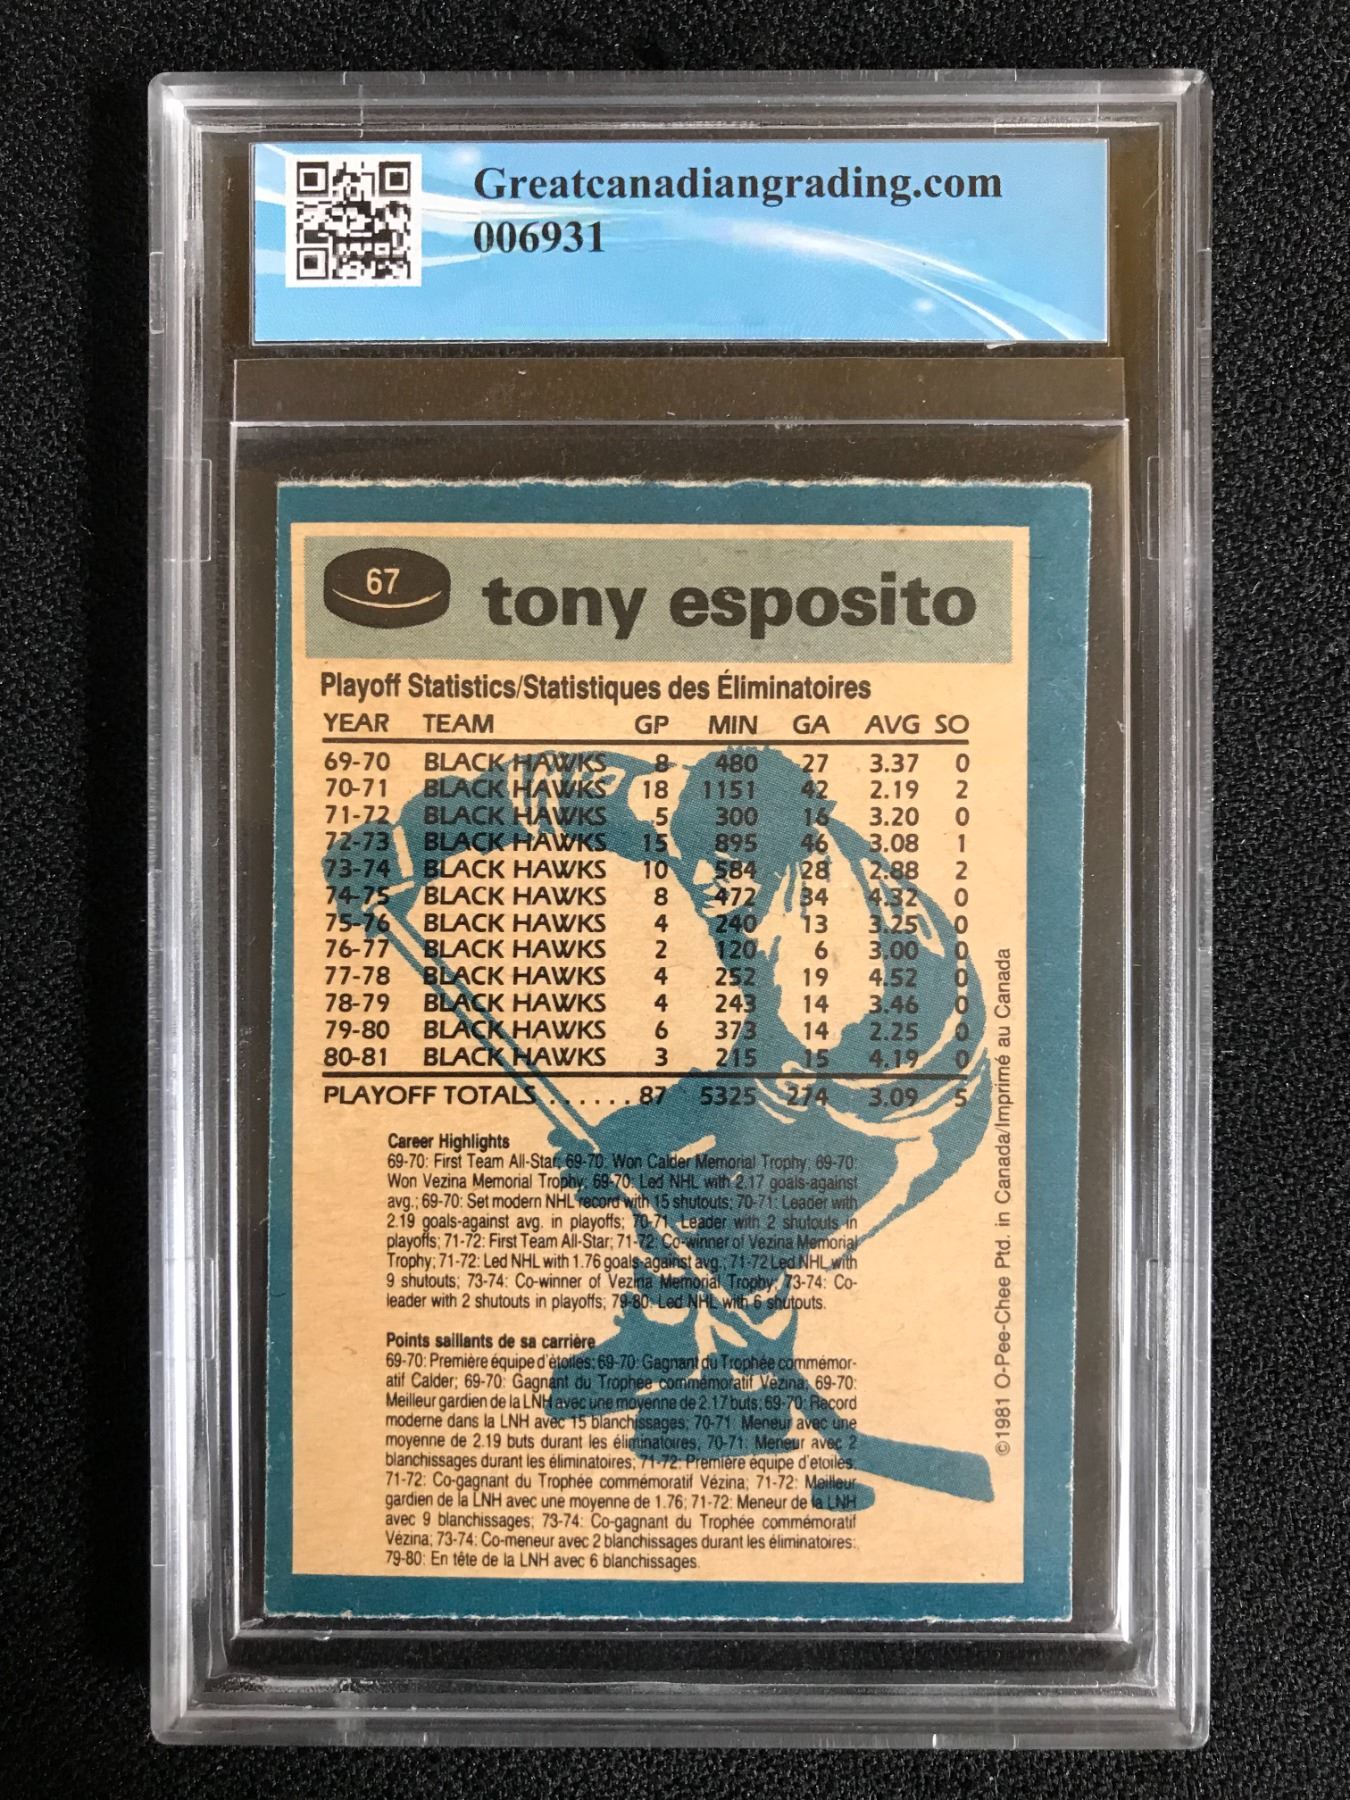 Greatcanadiangrading.com
006931
67
tony esposito
Playoff Statistics/Statistiques des Éliminatoires
YEAR TEAM GP MIN GA AVG SO
69-70 BLACK HAWKS 8 480 27 3.37 0
70-71 BLACK HAWKS 18 1151 42 2.19 2
71-72 BLACK HAWKS 5 300 16 3.20 0
72-73 BLACK HAWKS 15 895 46 3.08 1
73-74 BLACK HAWKS 10 584 28 2.88 2
74-75 BLACK HAWKS 8 472 34 4.32 0
75-76 BLACK HAWKS 4 240 13 3.25 0
76-77 BLACK HAWKS 2 120 6 3.00 0
77-78 BLACK HAWKS 4 252 19 4.52 0
78-79 BLACK HAWKS 4 243 14 3.46 0
79-80 BLACK HAWKS 6 373 14 2.25 0
80-81 BLACK HAWKS 3 215 15 4.19 0
PLAYOFF TOTALS ...... 87 5325 274 3.09 5
Career Highlights
69-70: First Team All-Star; 69-70: Won Calder Memorial Trophy; 69-70:
Won Vezina Memorial Trophy; 69-70: Led NHL with 2.17 goals-against
avg.; 69-70: Set modern NHL record with 15 shutouts; 70-71: Leader with
2.19 goals-against avg. in playoffs; 70-71: Leader with 2 shutouts in
playoffs; 71-72: First Team All-Star; 71-72: Co-winner of Vezina Memorial
Trophy; 71-72: Led NHL with 1.76 goals-against avg.; 71-72 Led NHL with
9 shutouts; 73-74: Co-winner of Vezina Memorial Trophy; 73-74: Co-
leader with 2 shutouts in playoffs; 79-80: Led NHL with 6 shutouts.
Points saillants de sa carrière
69-70: Première équipe d'étoiles; 69-70: Gagnant du Trophée commémor-
atif Calder; 69-70: Gagnant du Trophée commémoratif Vézina; 69-70:
Meilleur gardien de la LNH avec une moyenne de 2.17 buts; 69-70: Record
moderne dans la LNH avec 15 blanchissages; 70-71: Meneur avec une
moyenne de 2.19 buts durant les éliminatoires; 70-71: Meneur avec 2
blanchissages durant les éliminatoires; 71-72: Première équipe d'étoiles;
71-72: Co-gagnant du Trophée commémoratif Vézina; 71-72: Meilleur
gardien de la LNH avec une moyenne de 1.76; 71-72: Meneur de la LNH
avec 9 blanchissages; 73-74: Co-gagnant du Trophée commémoratif
Vézina; 73-74: Co-meneur avec 2 blanchissages durant les éliminatoires;
79-80: En tête de la LNH avec 6 blanchissages.
©1981 O-Pee-Chee Ptd. in Canada/Imprimé au Canada